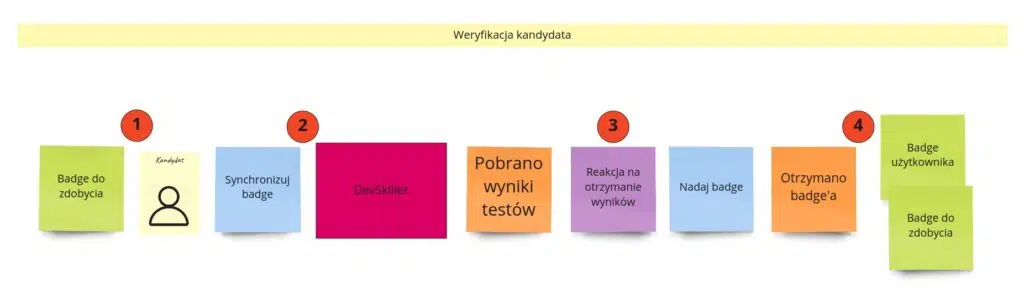 Weryfikacja kandydata
1
2
3
4
Badge do
zdobycia
Kandydat
Synchronizuj
badge
DevSkiller
Pobrano
wyniki
testów
Reakcja na
otrzymanie
wyników
Nadaj badge
Otrzymano
badge'a
Badge
użytkownika
Badge do
zdobycia